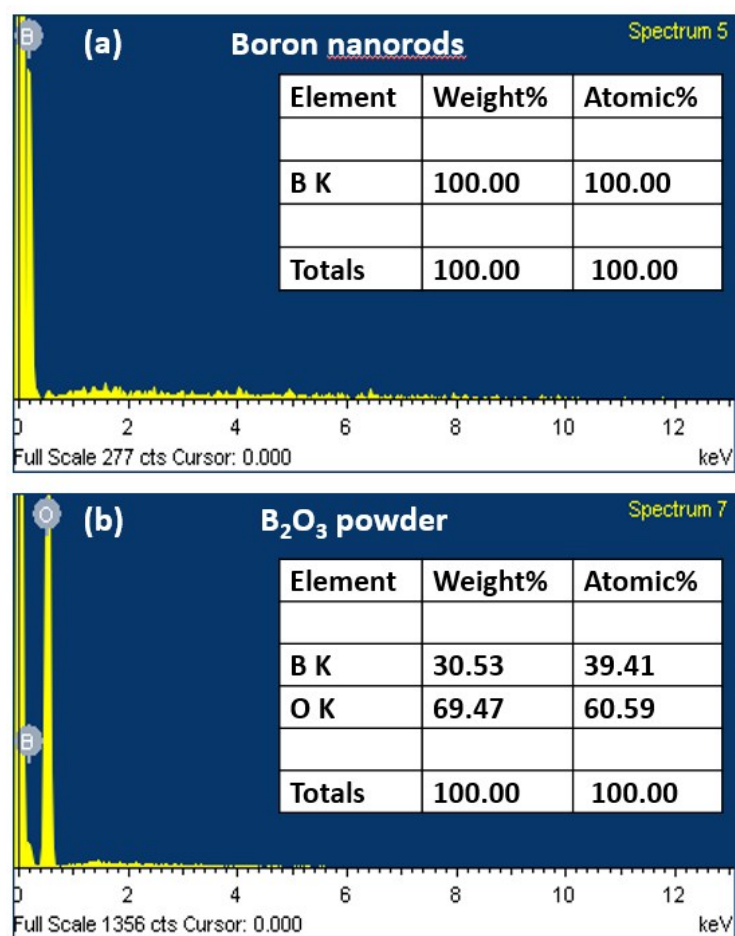 B
(a)
Boron nanorods
Spectrum 5
Element Weight% Atomic%
B K 100.00 100.00
Totals 100.00 100.00
0 2 4 6 8 10 12
Full Scale 277 cts Cursor: 0.000 keV
O
(b)
B₂O₃ powder
Spectrum 7
Element Weight% Atomic%
B K 30.53 39.41
O K 69.47 60.59
Totals 100.00 100.00
B
0 2 4 6 8 10 12
Full Scale 1356 cts Cursor: 0.000 keV